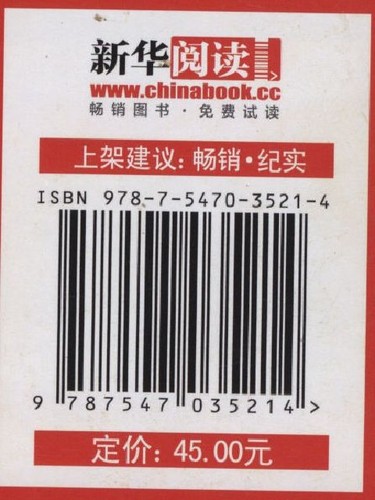 新华阅读
www.chinabook.cc
畅销图书·免费试读
上架建议：畅销·纪实
ISBN 978-7-5470-3521-4
9 787547 035214 >
定价：45.00元